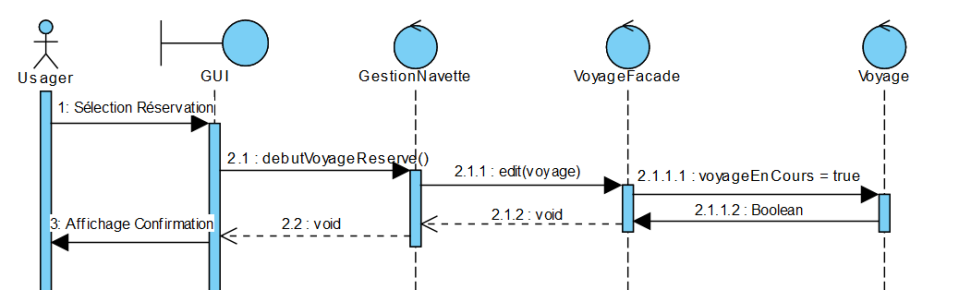 Usager
GUI
GestionNavette
VoyageFacade
Voyage
1: Sélection Réservation
2.1 : debutVoyageReserve()
2.1.1 : edit(voyage)
2.1.1.1 : voyageEnCours = true
2.1.1.2 : Boolean
2.1.2 : void
2.2 : void
3: Affichage Confirmation